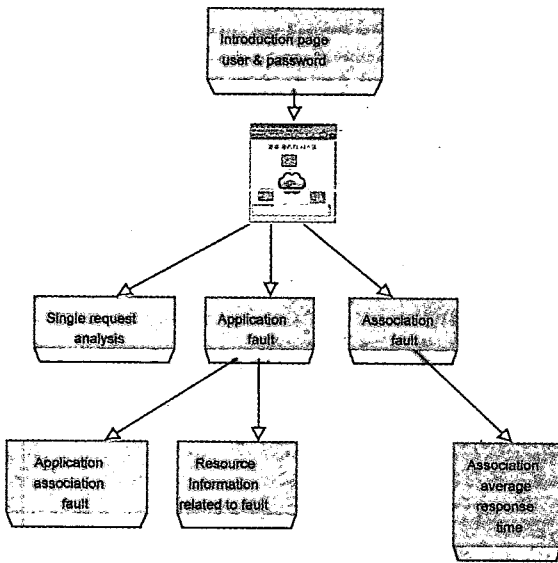 Introduction page
user & password
Single request
analysis
Application
fault
Association
fault
Application
association
fault
Resource
information
related to fault
Association
average
response
time